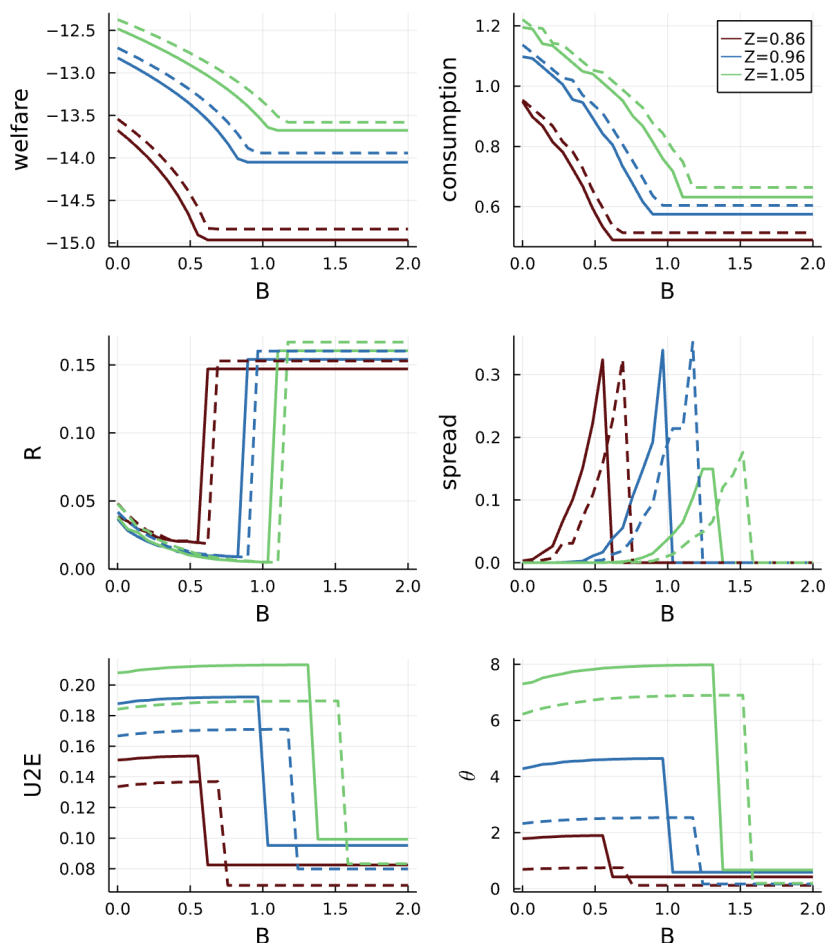 welfare
−12.5
−13.0
−13.5
−14.0
−14.5
−15.0
0.0 0.5 1.0 1.5 2.0
B
consumption
1.2
1.0
0.8
0.6
Z=0.86
Z=0.96
Z=1.05
0.0 0.5 1.0 1.5 2.0
B
R
0.15
0.10
0.05
0.00
0.0 0.5 1.0 1.5 2.0
B
spread
0.3
0.2
0.1
0.0
0.0 0.5 1.0 1.5 2.0
B
U2E
0.20
0.18
0.16
0.14
0.12
0.10
0.08
0.0 0.5 1.0 1.5 2.0
B
θ
8
6
4
2
0
0.0 0.5 1.0 1.5 2.0
B